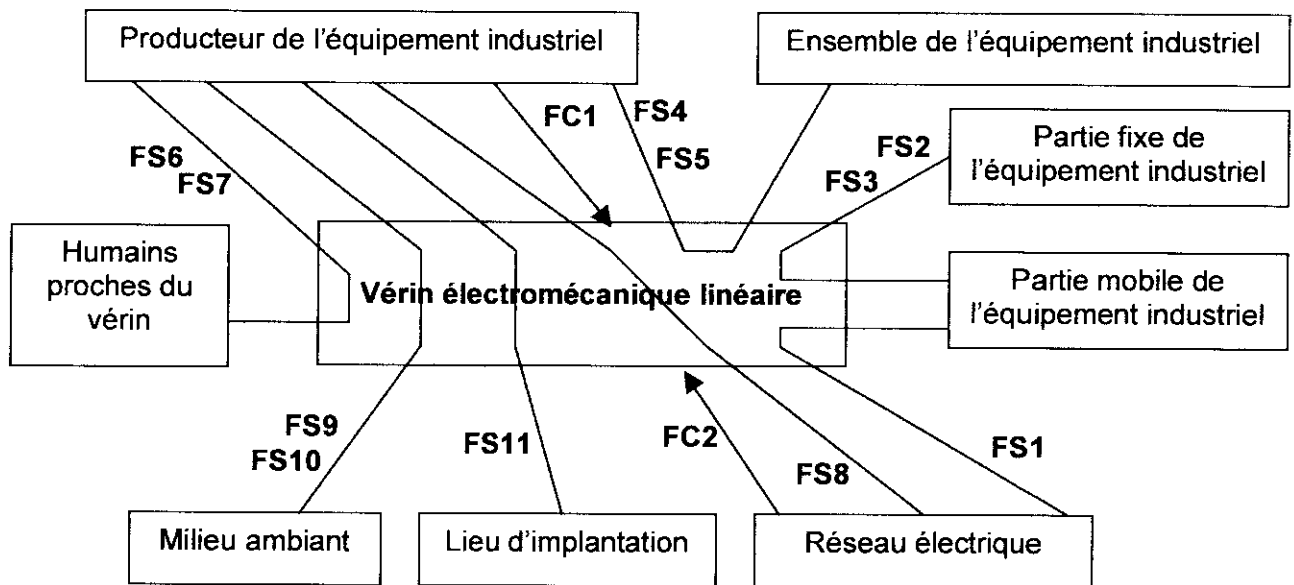 Producteur de l'équipement industriel
Ensemble de l'équipement industriel
FC1
FS4
FS5
FS2
FS3
Partie fixe de
l'équipement industriel
FS6
FS7
Humains
proches du
vérin
Vérin électromécanique linéaire
Partie mobile de
l'équipement industriel
FS9
FS10
FS11
FC2
FS8
FS1
Milieu ambiant
Lieu d'implantation
Réseau électrique